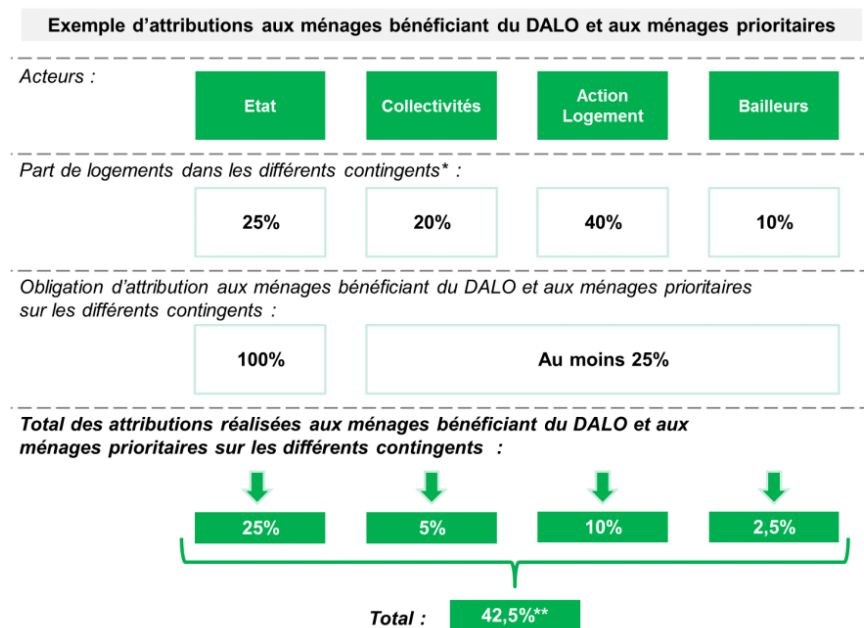 Exemple d'attributions aux ménages bénéficiant du DALO et aux ménages prioritaires
Acteurs :
Etat
Collectivités
Action
Logement
Bailleurs
Part de logements dans les différents contingents* :
25%
20%
40%
10%
Obligation d'attribution aux ménages bénéficiant du DALO et aux ménages prioritaires
sur les différents contingents :
100%
Au moins 25%
Total des attributions réalisées aux ménages bénéficiant du DALO et aux
ménages prioritaires sur les différents contingents :
25%
5%
10%
2,5%
Total :
42,5%**